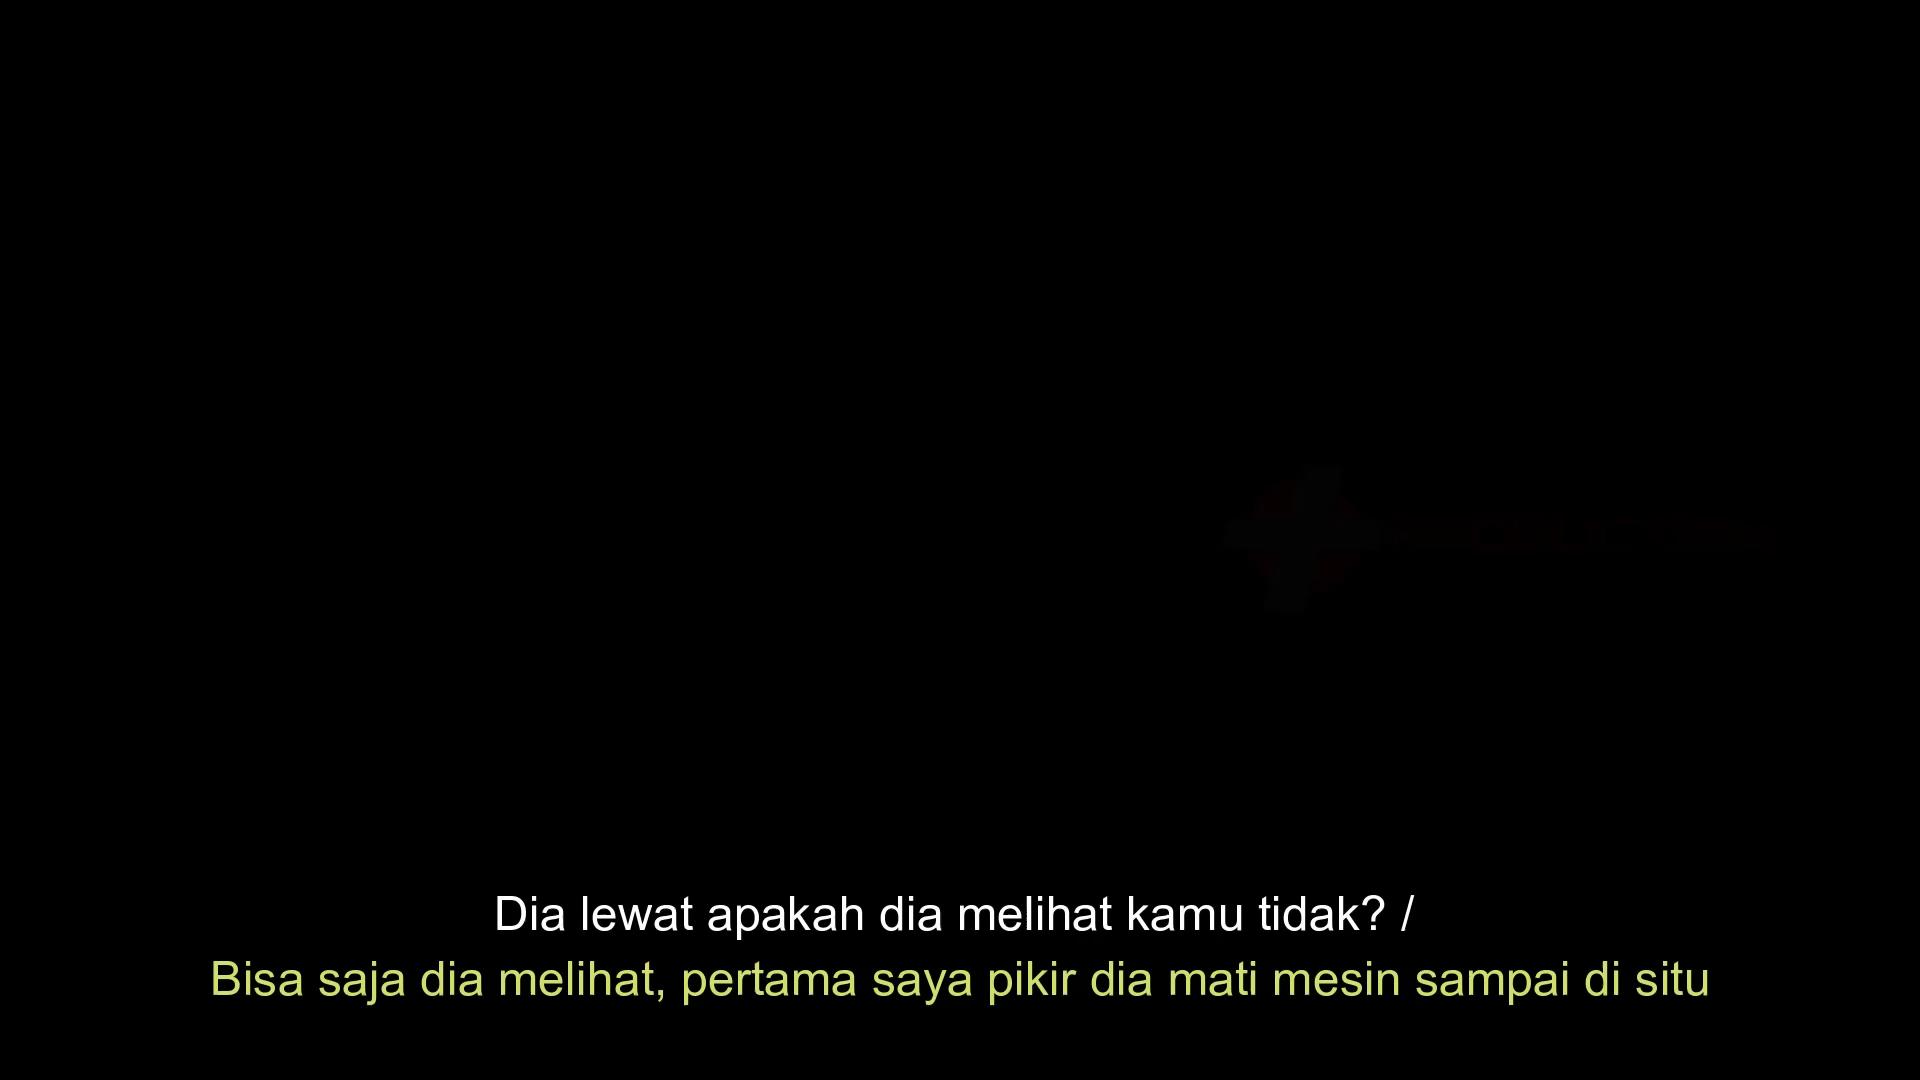 Dia lewat apakah dia melihat kamu tidak? /
Bisa saja dia melihat, pertama saya pikir dia mati mesin sampai di situ